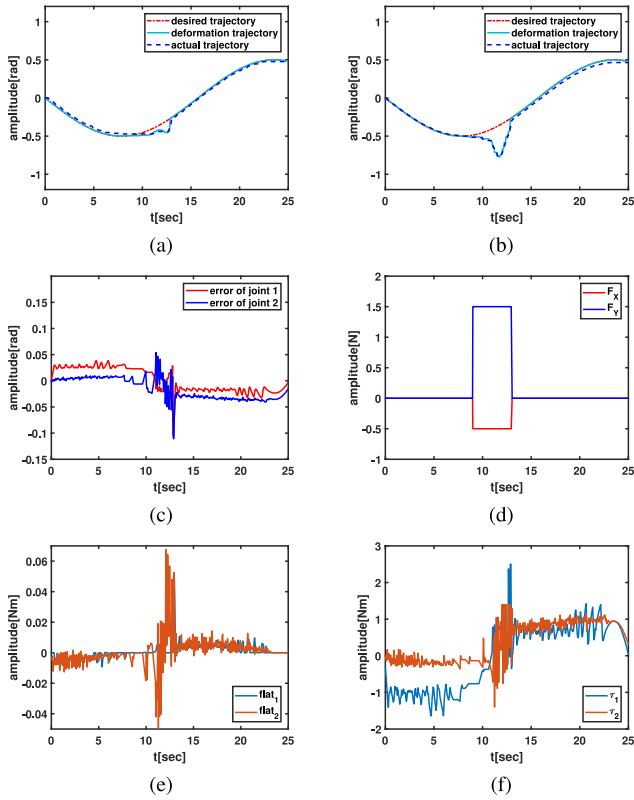 desired trajectory
deformation trajectory
actual trajectory
amplitude[rad]
1
0.5
0
-0.5
-1
0 5 10 15 20 25
t[sec]
(a)
desired trajectory
deformation trajectory
actual trajectory
amplitude[rad]
1
0.5
0
-0.5
-1
0 5 10 15 20 25
t[sec]
(b)
error of joint 1
error of joint 2
amplitude[rad]
0.15
0.1
0.05
0
-0.05
-0.1
-0.15
0 5 10 15 20 25
t[sec]
(c)
F_X
F_Y
amplitude[N]
2
1.5
1
0.5
0
-0.5
-1
0 5 10 15 20 25
t[sec]
(d)
amplitude[Nm]
0.06
0.04
0.02
0
-0.02
-0.04
flat_1
flat_2
0 5 10 15 20 25
t[sec]
(e)
amplitude[Nm]
3
2
1
0
-1
-2
τ_1
τ_2
0 5 10 15 20 25
t[sec]
(f)